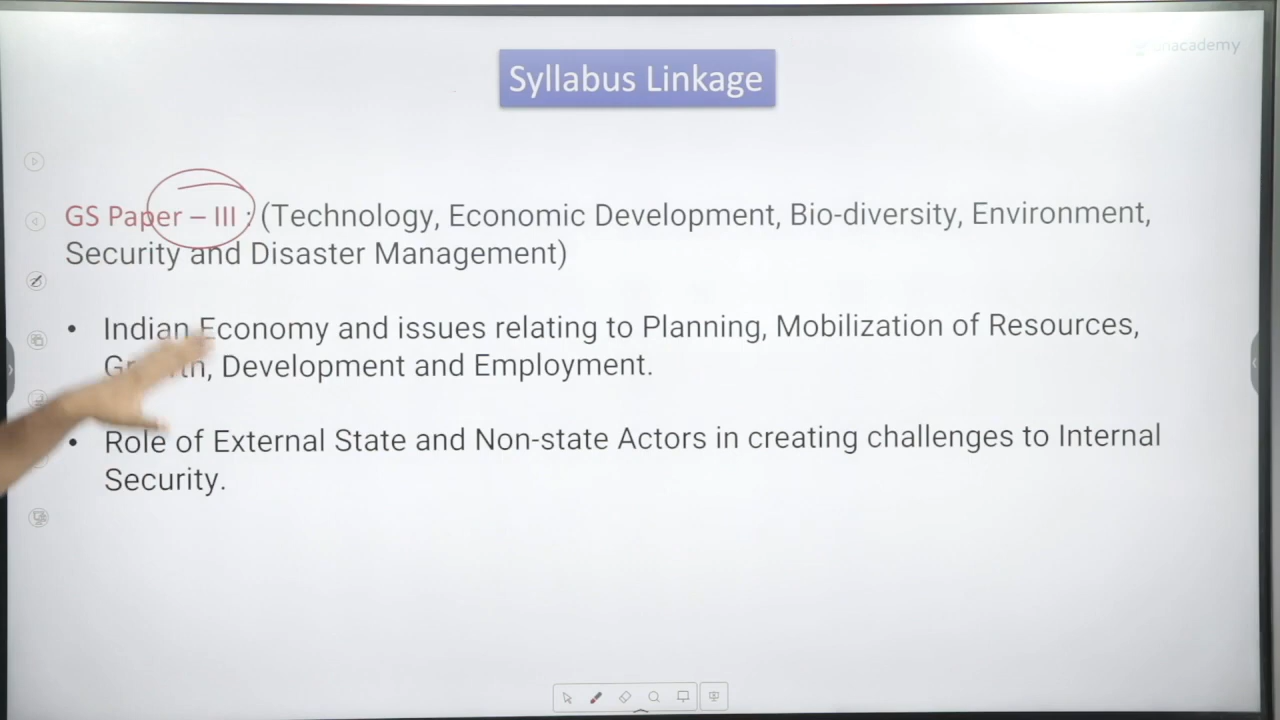 unacademy
Syllabus Linkage
GS Paper – III : (Technology, Economic Development, Bio-diversity, Environment,
Security and Disaster Management)
• Indian Economy and issues relating to Planning, Mobilization of Resources,
Growth, Development and Employment.
• Role of External State and Non-state Actors in creating challenges to Internal
Security.